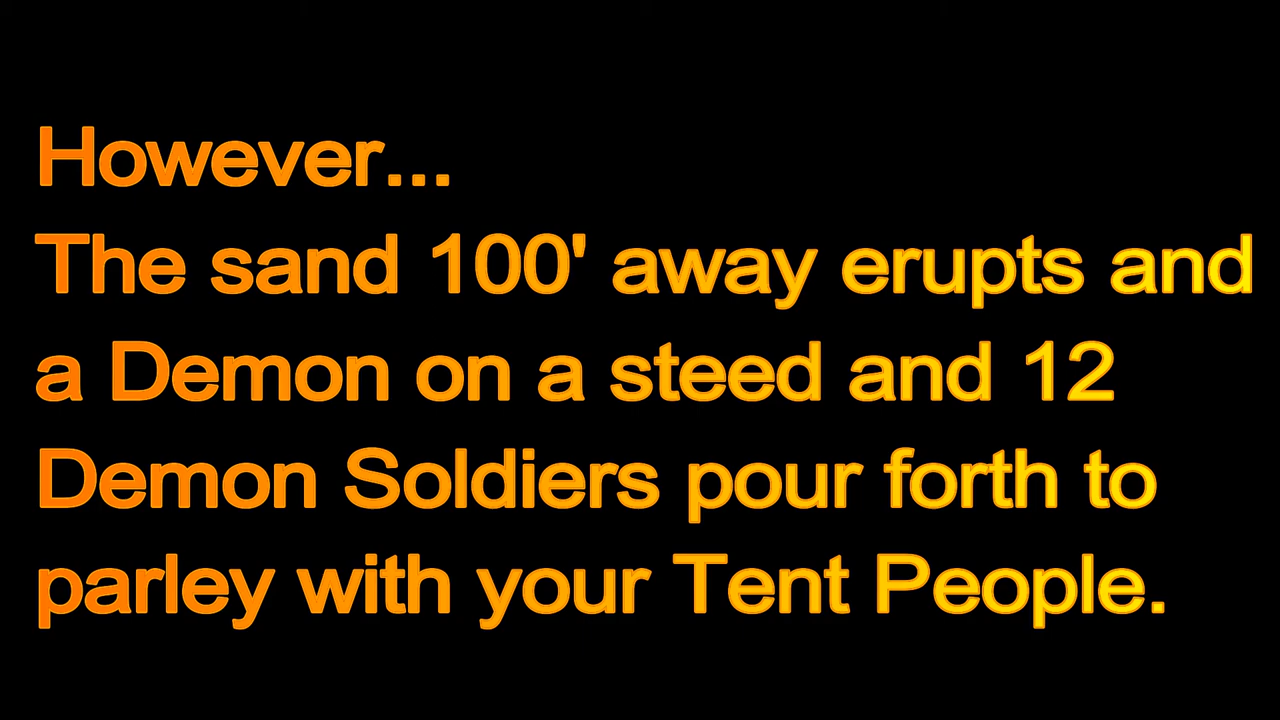 However...
The sand 100' away erupts and
a Demon on a steed and 12
Demon Soldiers pour forth to
parley with your Tent People.